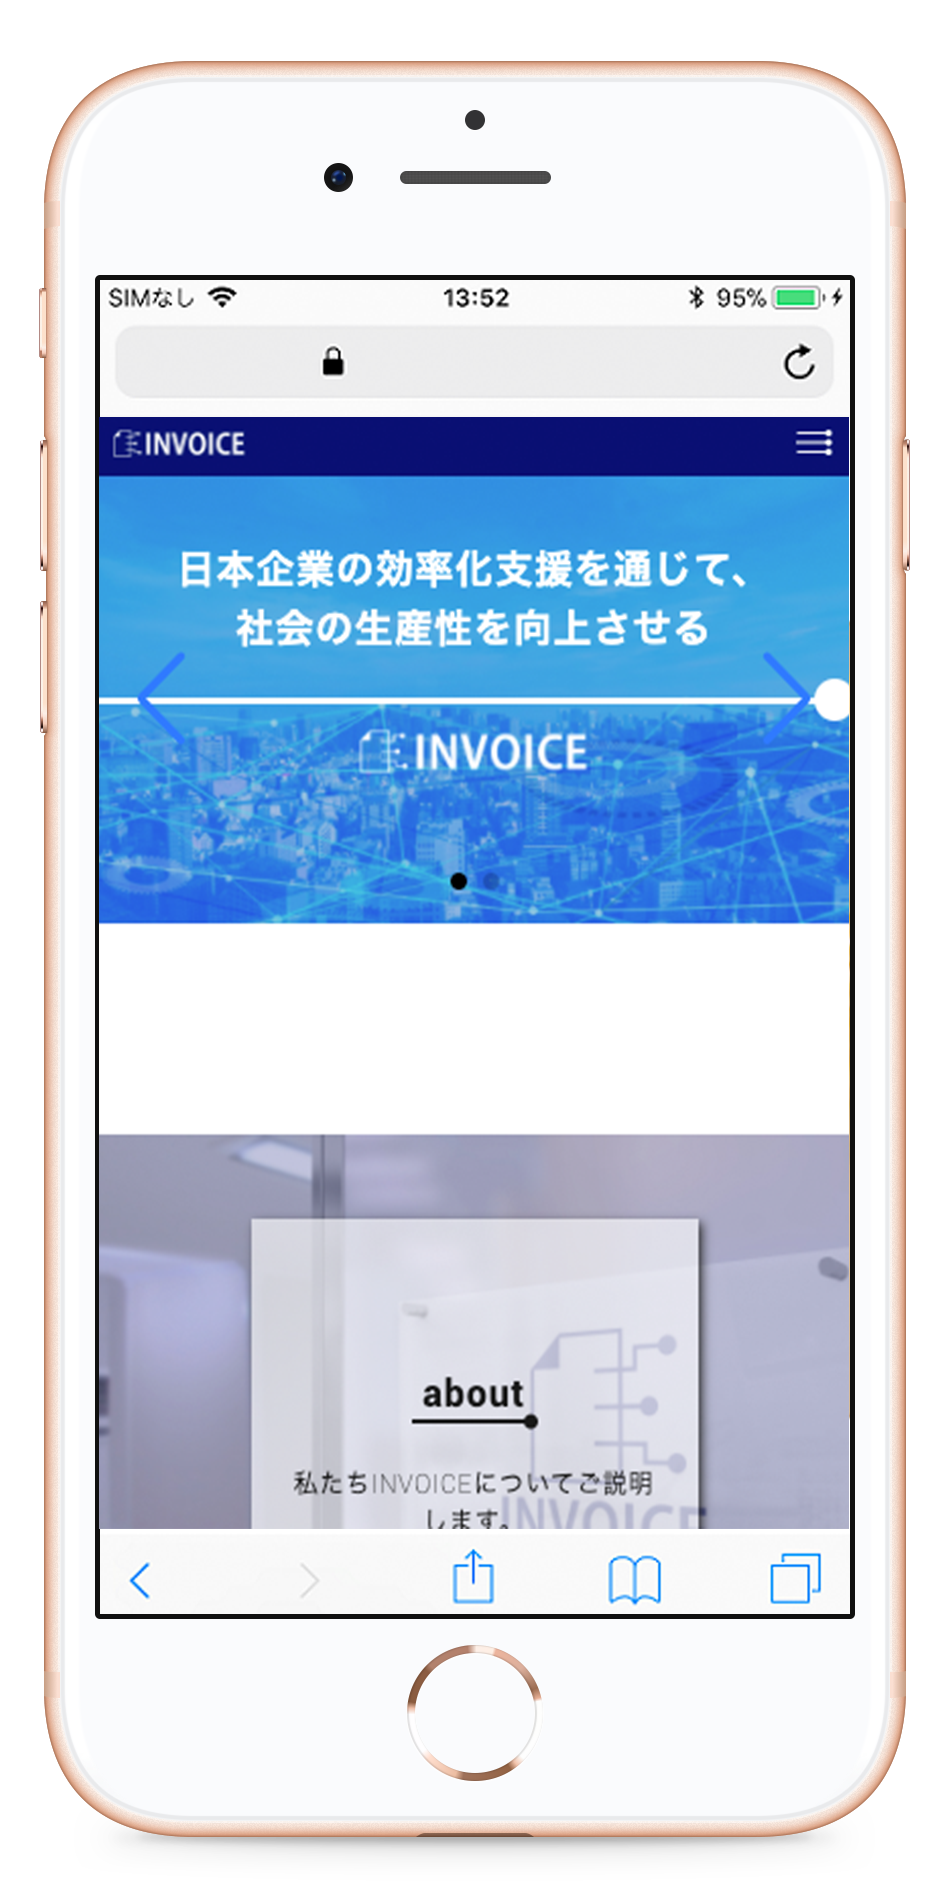 SIMなし 13:52 95%
INVOICE
日本企業の効率化支援を通じて、
社会の生産性を向上させる
INVOICE
about
私たちINVOICEについてご説明
します。
INVOICE